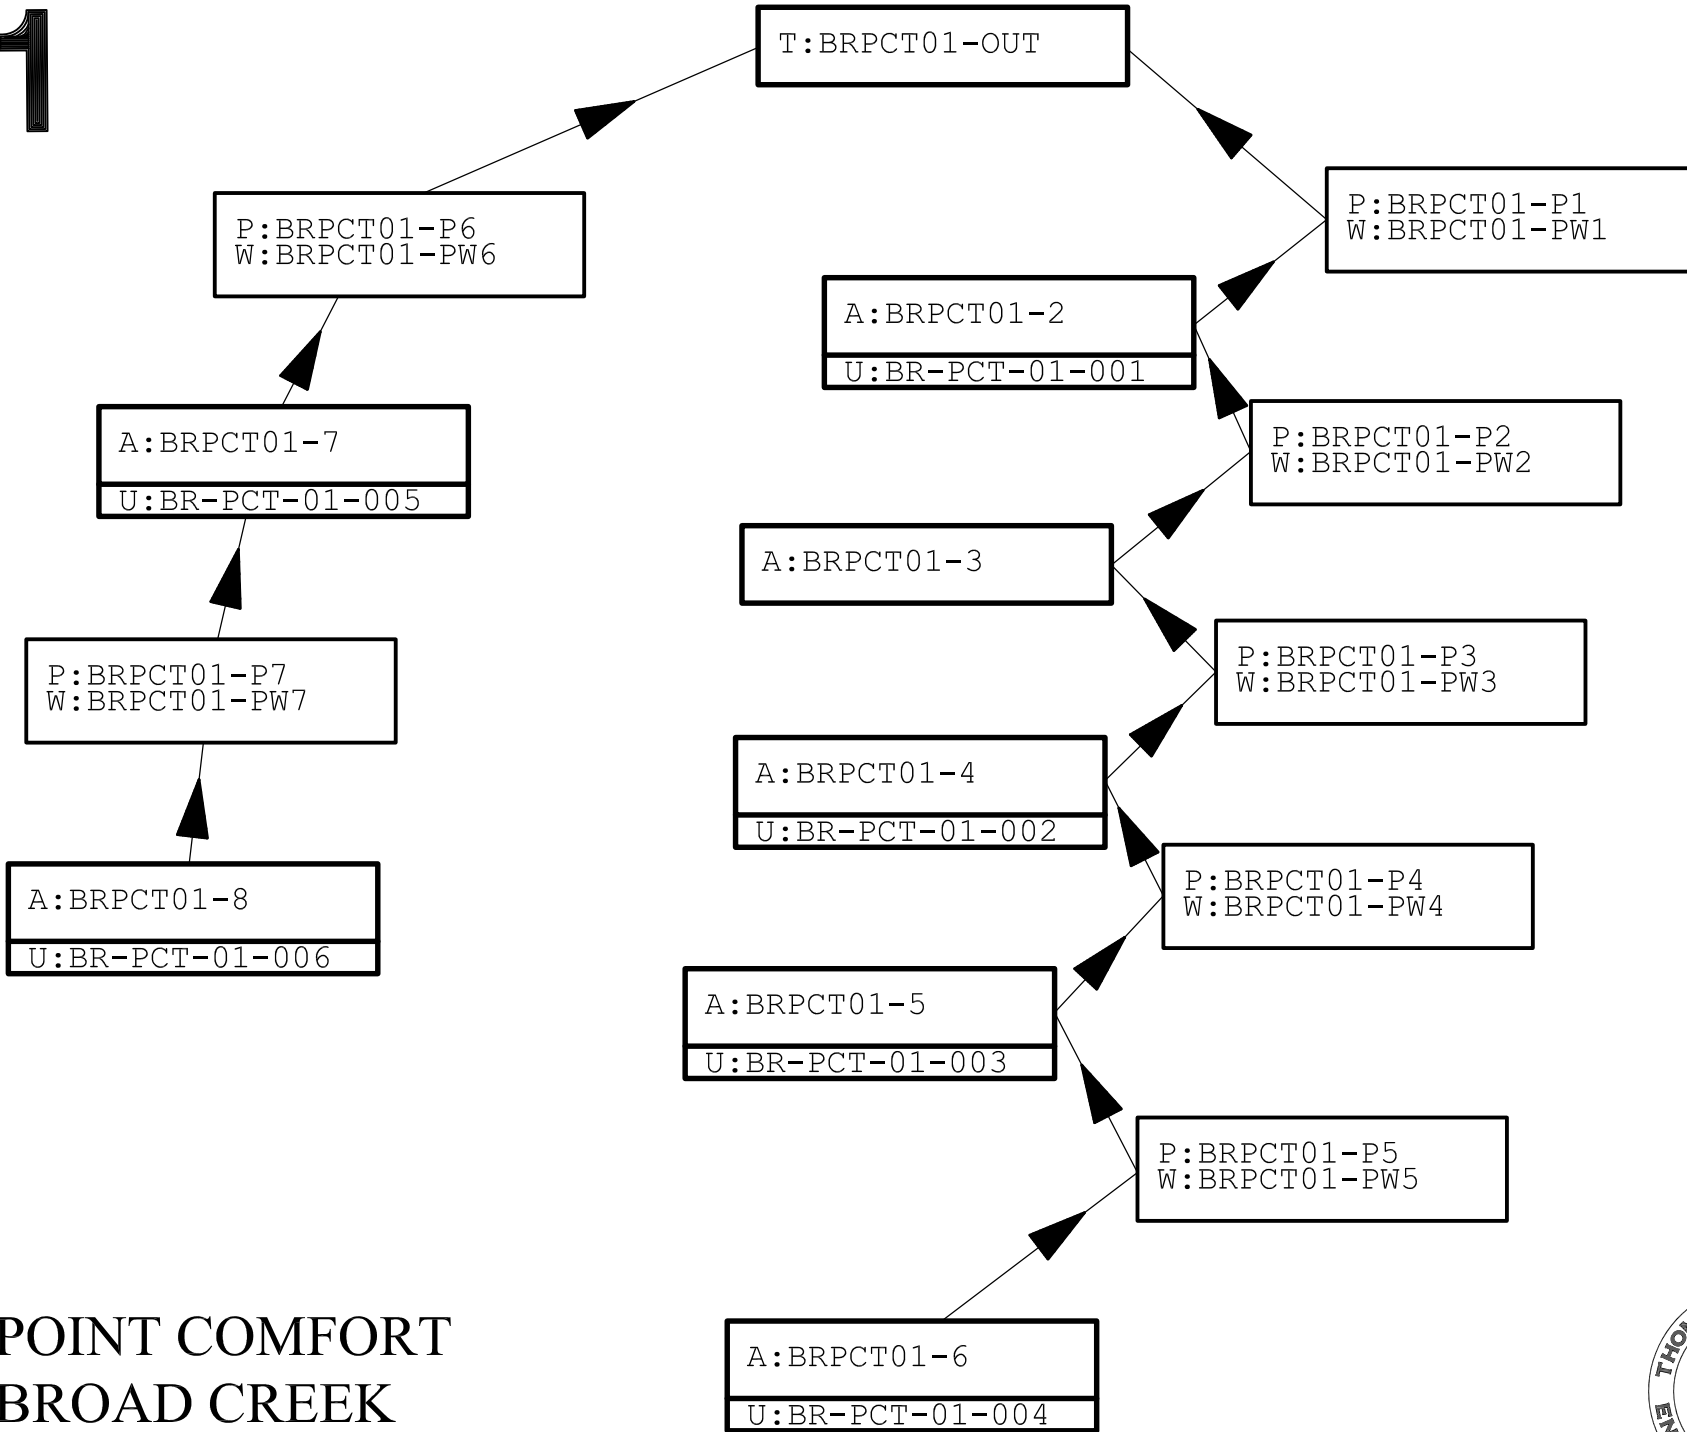 1
T:BRPCT01-OUT
P:BRPCT01-P6
W:BRPCT01-PW6
P:BRPCT01-P1
W:BRPCT01-PW1
A:BRPCT01-2
U:BR-PCT-01-001
A:BRPCT01-7
U:BR-PCT-01-005
P:BRPCT01-P2
W:BRPCT01-PW2
A:BRPCT01-3
P:BRPCT01-P7
W:BRPCT01-PW7
P:BRPCT01-P3
W:BRPCT01-PW3
A:BRPCT01-4
U:BR-PCT-01-002
A:BRPCT01-8
U:BR-PCT-01-006
P:BRPCT01-P4
W:BRPCT01-PW4
A:BRPCT01-5
U:BR-PCT-01-003
P:BRPCT01-P5
W:BRPCT01-PW5
A:BRPCT01-6
U:BR-PCT-01-004
POINT COMFORT
BROAD CREEK